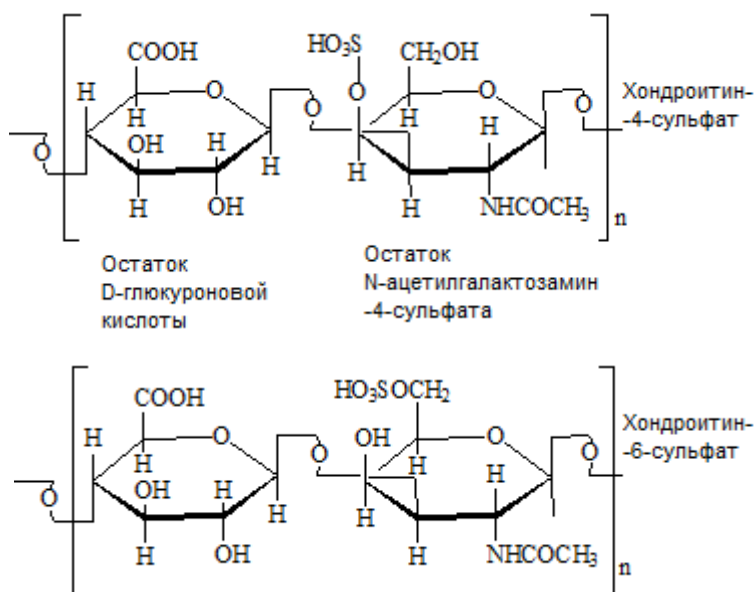 HO₃S
COOH
CH₂OH
H
O
O
O
O
O
H
H
H
OH
H
H
H
H
OH
H
NHCOCH₃
n
Хондроитин-
-4-сульфат
Остаток
D-глюкуроновой
кислоты
Остаток
N-ацетилгалактозамин
-4-сульфата
COOH
HO₃SOCH₂
H
O
O
OH
O
O
O
H
H
H
OH
H
H
H
H
OH
H
NHCOCH₃
n
Хондроитин-
-6-сульфат